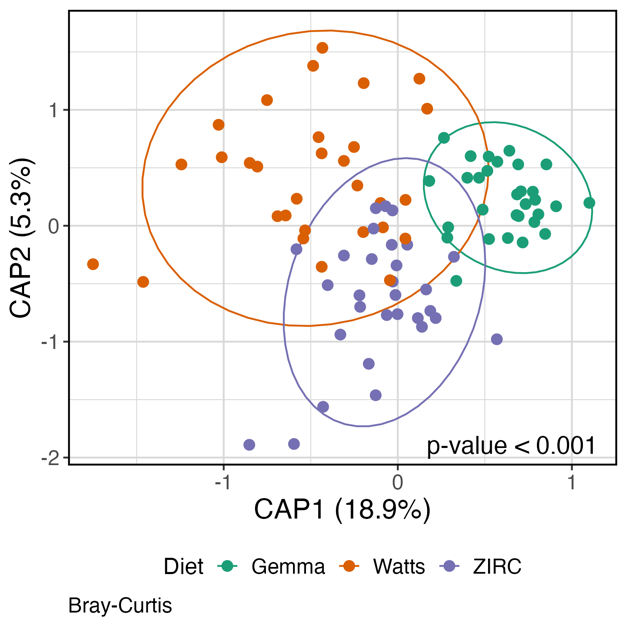 CAP2 (5.3%)
1
0
-1
-2
p-value < 0.001
-1 0 1
CAP1 (18.9%)
Diet Gemma Watts ZIRC
Bray-Curtis